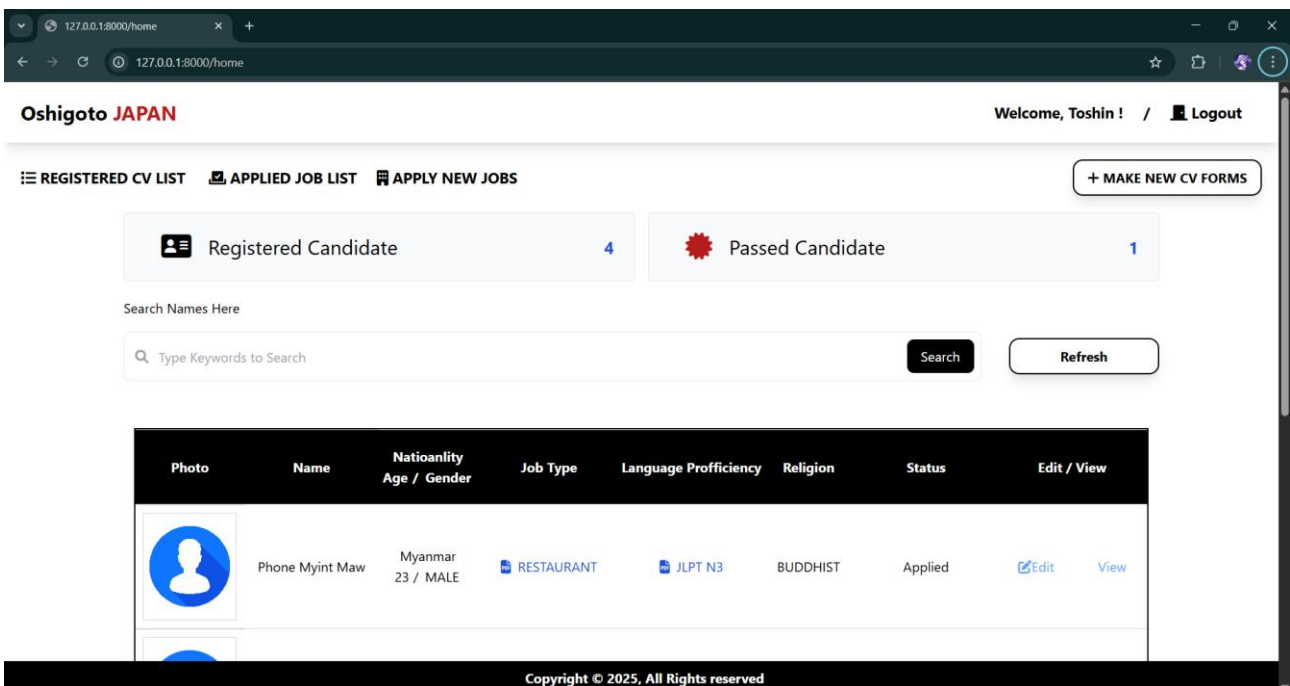 127.0.0.1:8000/home
127.0.0.1:8000/home
Oshigoto JAPAN
Welcome, Toshin ! / Logout
REGISTERED CV LIST APPLIED JOB LIST APPLY NEW JOBS + MAKE NEW CV FORMS
Registered Candidate 4 Passed Candidate 1
Search Names Here
Type Keywords to Search Search Refresh
Photo Name Natioanlity Age / Gender Job Type Language Profficiency Religion Status Edit / View
Phone Myint Maw Myanmar 23 / MALE RESTAURANT JLPT N3 BUDDHIST Applied Edit View
Copyright © 2025, All Rights reserved